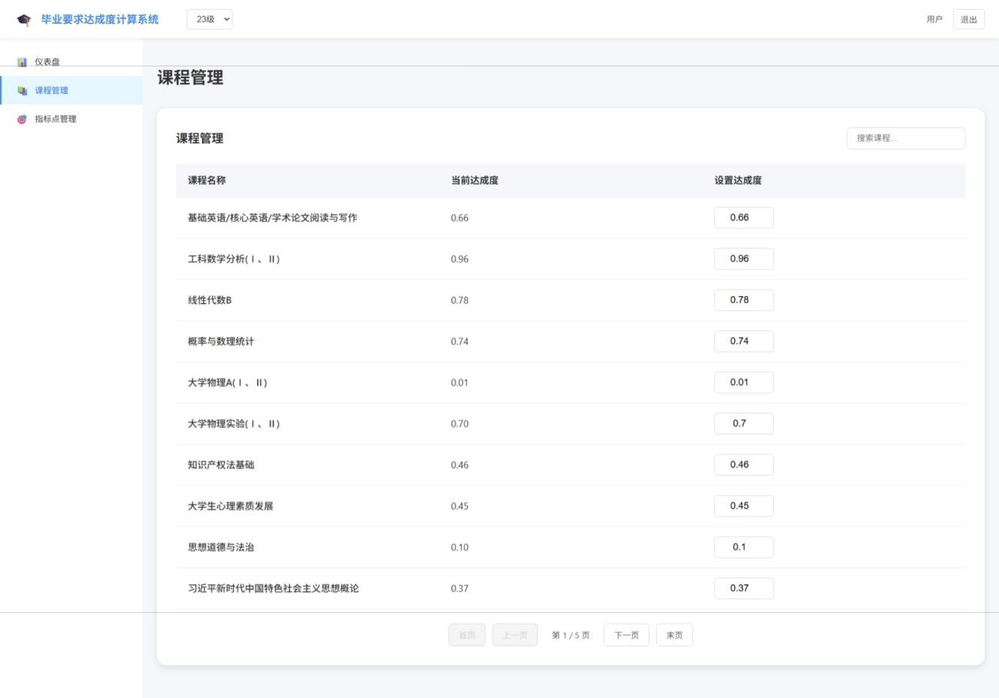 毕业要求达成度计算系统 23级 用户 退出
仪表盘
课程管理
指标点管理
课程管理
课程管理 搜索课程...
课程名称 当前达成度 设置达成度
基础英语/核心英语/学术论文阅读与写作 0.66 0.66
工科数学分析(Ⅰ、Ⅱ) 0.96 0.96
线性代数B 0.78 0.78
概率与数理统计 0.74 0.74
大学物理A(Ⅰ、Ⅱ) 0.01 0.01
大学物理实验(Ⅰ、Ⅱ) 0.70 0.7
知识产权法基础 0.46 0.46
大学生心理素质发展 0.45 0.45
思想道德与法治 0.10 0.1
习近平新时代中国特色社会主义思想概论 0.37 0.37
首页 上一页 第 1 / 5 页 下一页 末页